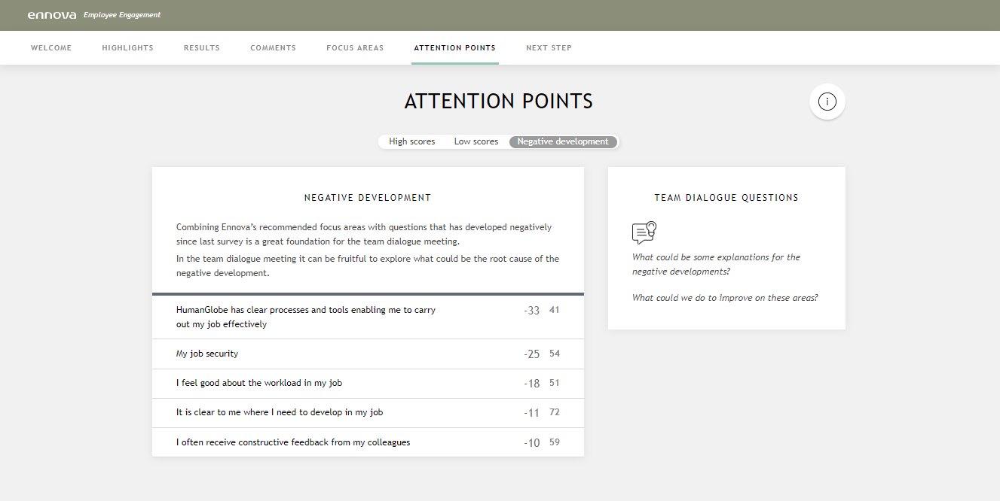 ennova Employee Engagement
WELCOME HIGHLIGHTS RESULTS COMMENTS FOCUS AREAS ATTENTION POINTS NEXT STEP
ATTENTION POINTS
i
High scores Low scores Negative development
NEGATIVE DEVELOPMENT
Combining Ennova's recommended focus areas with questions that has developed negatively
since last survey is a great foundation for the team dialogue meeting.
In the team dialogue meeting it can be fruitful to explore what could be the root cause of the
negative development.
HumanGlobe has clear processes and tools enabling me to carry
out my job effectively
-33 41
My job security -25 54
I feel good about the workload in my job -18 51
It is clear to me where I need to develop in my job -11 72
I often receive constructive feedback from my colleagues -10 59
TEAM DIALOGUE QUESTIONS
What could be some explanations for the
negative developments?
What could we do to improve on these areas?